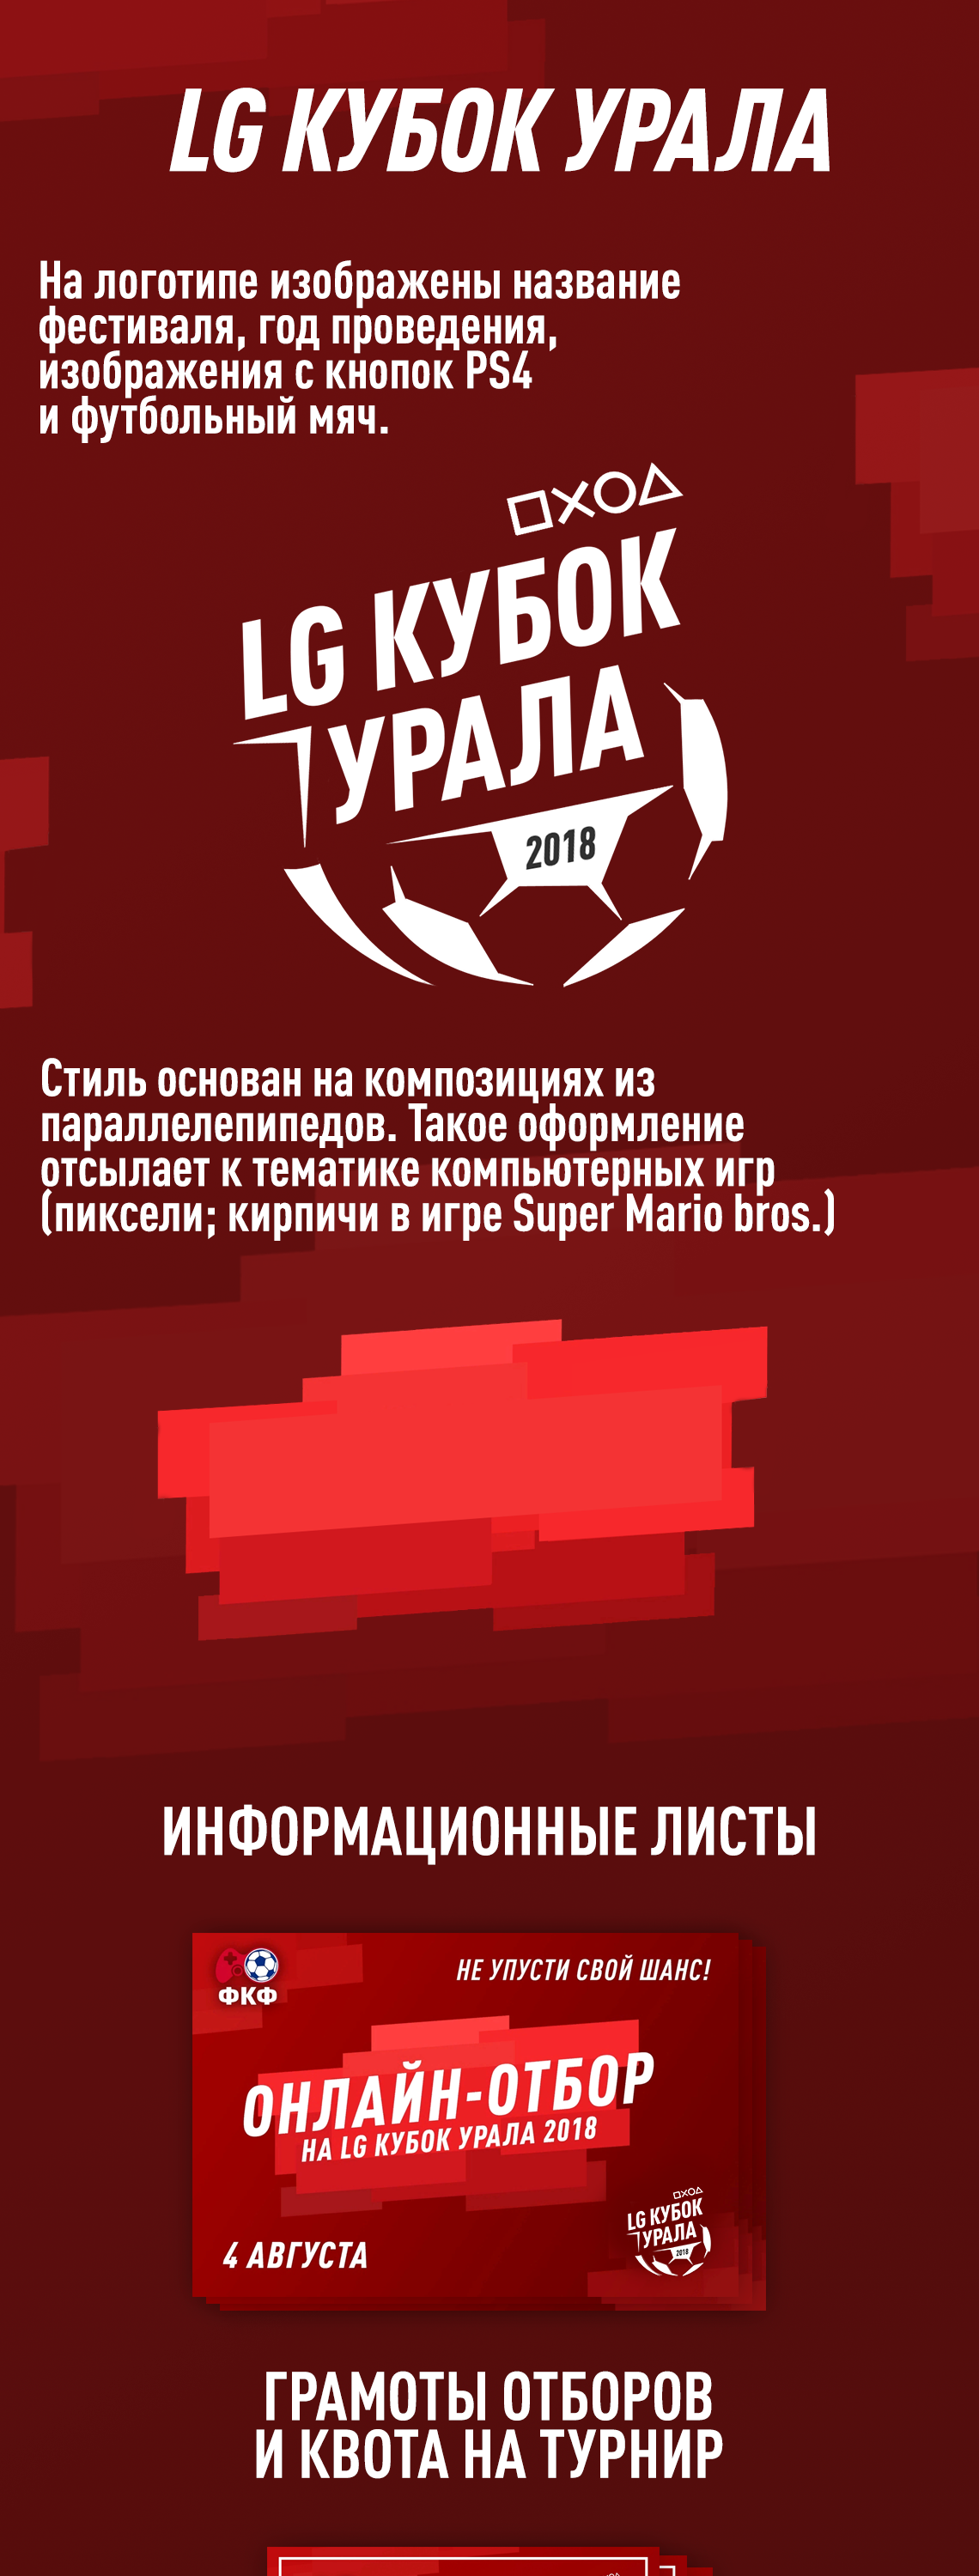 LG КУБОК УРАЛА
На логотипе изображены название
фестиваля, год проведения,
изображения с кнопок PS4
и футбольный мяч.
LG КУБОК
УРАЛА
2018
Стиль основан на композициях из
параллелепипедов. Такое оформление
отсылает к тематике компьютерных игр
(пиксели; кирпичи в игре Super Mario bros.)
ИНФОРМАЦИОННЫЕ ЛИСТЫ
ФКФ
НЕ УПУСТИ СВОЙ ШАНС!
ОНЛАЙН-ОТБОР
НА LG КУБОК УРАЛА 2018
4 АВГУСТА
LG КУБОК
УРАЛА
2018
ГРАМОТЫ ОТБОРОВ
И КВОТА НА ТУРНИР